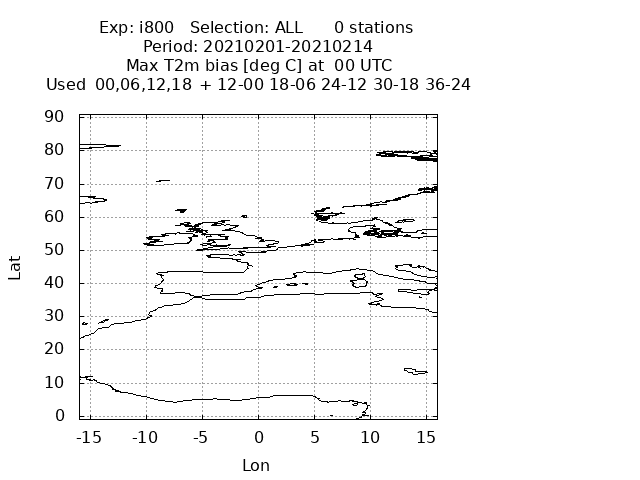 Exp: i800 Selection: ALL 0 stations
Period: 20210201-20210214
Max T2m bias [deg C] at 00 UTC
Used 00,06,12,18 + 12-00 18-06 24-12 30-18 36-24
90
80
70
60
50
40
30
20
10
0
Lat
-15 -10 -5 0 5 10 15
Lon